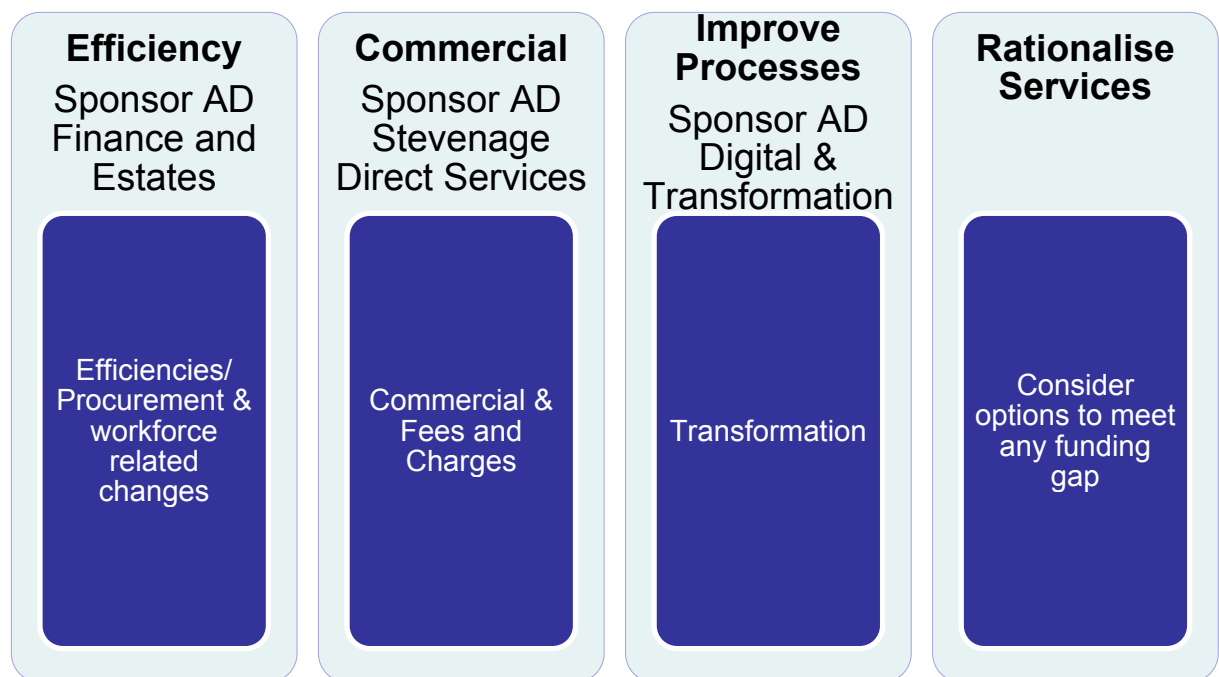 Efficiency
Sponsor AD
Finance and
Estates
Efficiencies/
Procurement &
workforce
related
changes
Commercial
Sponsor AD
Stevenage
Direct Services
Commercial &
Fees and
Charges
Improve
Processes
Sponsor AD
Digital &
Transformation
Transformation
Rationalise
Services
Consider
options to meet
any funding
gap